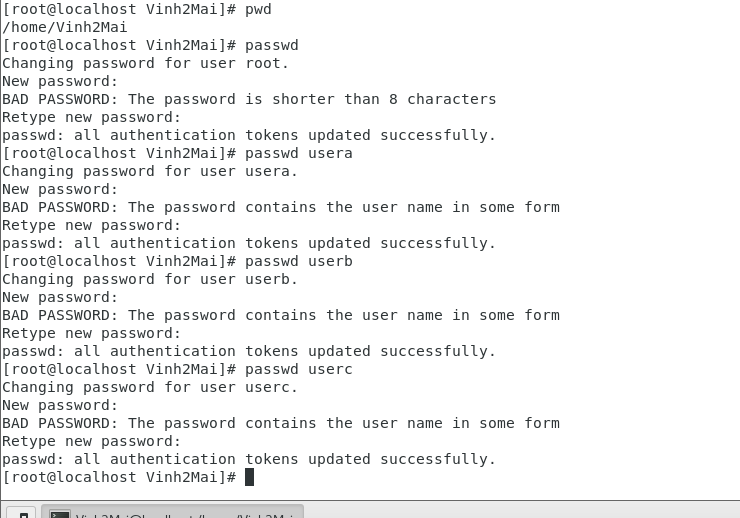 [root@localhost Vinh2Mai]# pwd
/home/Vinh2Mai
[root@localhost Vinh2Mai]# passwd
Changing password for user root.
New password:
BAD PASSWORD: The password is shorter than 8 characters
Retype new password:
passwd: all authentication tokens updated successfully.
[root@localhost Vinh2Mai]# passwd usera
Changing password for user usera.
New password:
BAD PASSWORD: The password contains the user name in some form
Retype new password:
passwd: all authentication tokens updated successfully.
[root@localhost Vinh2Mai]# passwd userb
Changing password for user userb.
New password:
BAD PASSWORD: The password contains the user name in some form
Retype new password:
passwd: all authentication tokens updated successfully.
[root@localhost Vinh2Mai]# passwd userc
Changing password for user userc.
New password:
BAD PASSWORD: The password contains the user name in some form
Retype new password:
passwd: all authentication tokens updated successfully.
[root@localhost Vinh2Mai]#
Vinh2Mai@localhost:/home/Vinh2Mai